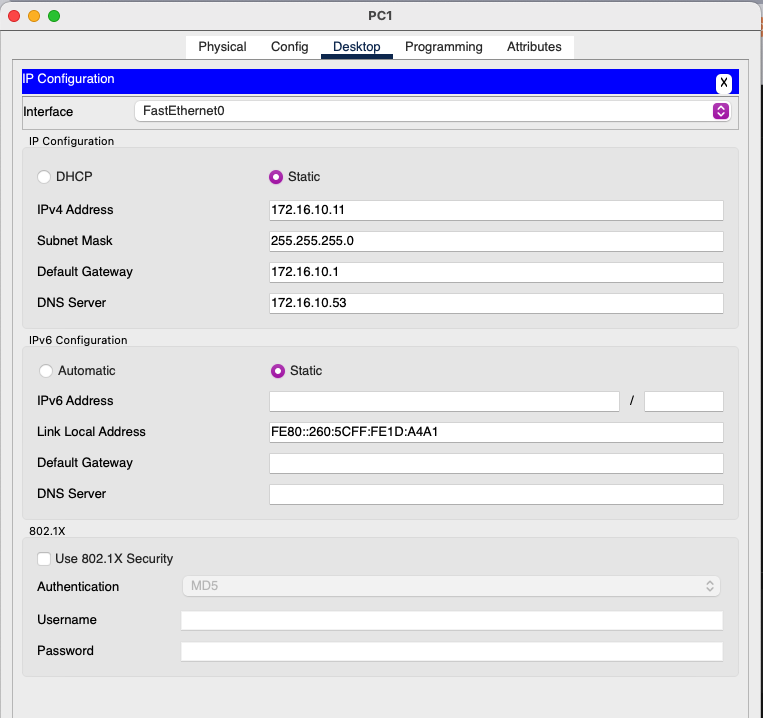 PC1
Physical Config Desktop Programming Attributes
IP Configuration
X
Interface FastEthernet0
IP Configuration
DHCP Static
IPv4 Address 172.16.10.11
Subnet Mask 255.255.255.0
Default Gateway 172.16.10.1
DNS Server 172.16.10.53
IPv6 Configuration
Automatic Static
IPv6 Address /
Link Local Address FE80::260:5CFF:FE1D:A4A1
Default Gateway
DNS Server
802.1X
Use 802.1X Security
Authentication MD5
Username
Password